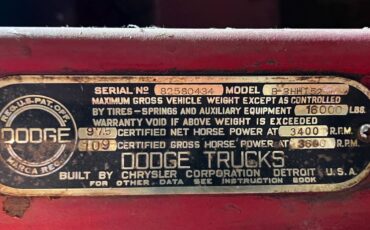 SERIAL NO 82580434 MODEL
MAXIMUM GROSS VEHICLE WEIGHT EXCEPT AS CONTROLLED
BY TIRES - SPRINGS AND AUXILIARY EQUIPMENT 16000 LBS.
WARRANTY VOID IF ABOVE WEIGHT IS EXCEEDED
97.5 CERTIFIED NET HORSE POWER AT 3400 R.P.M.
109 CERTIFIED GROSS HORSE POWER AT 3600 R.P.M.
REG. U.S. PAT. OFF.
DODGE
MARCA REG.
DODGE TRUCKS
BUILT BY CHRYSLER CORPORATION DETROIT U.S.A.
FOR OTHER DATA SEE INSTRUCTION BOOK